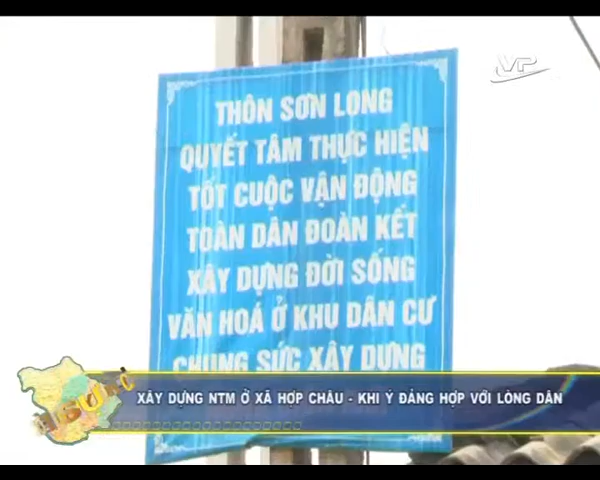 VP
THÔN SƠN LONG
QUYẾT TÂM THỰC HIỆN
TỐT CUỘC VẬN ĐỘNG
TOÀN DÂN ĐOÀN KẾT
XÂY DỰNG ĐỜI SỐNG
VĂN HOÁ Ở KHU DÂN CƯ
CHUNG SỨC XÂY DỰNG
XÂY DỰNG NTM Ở XÃ HỢP CHÂU - KHI Ý ĐẢNG HỢP VỚI LÒNG DÂN